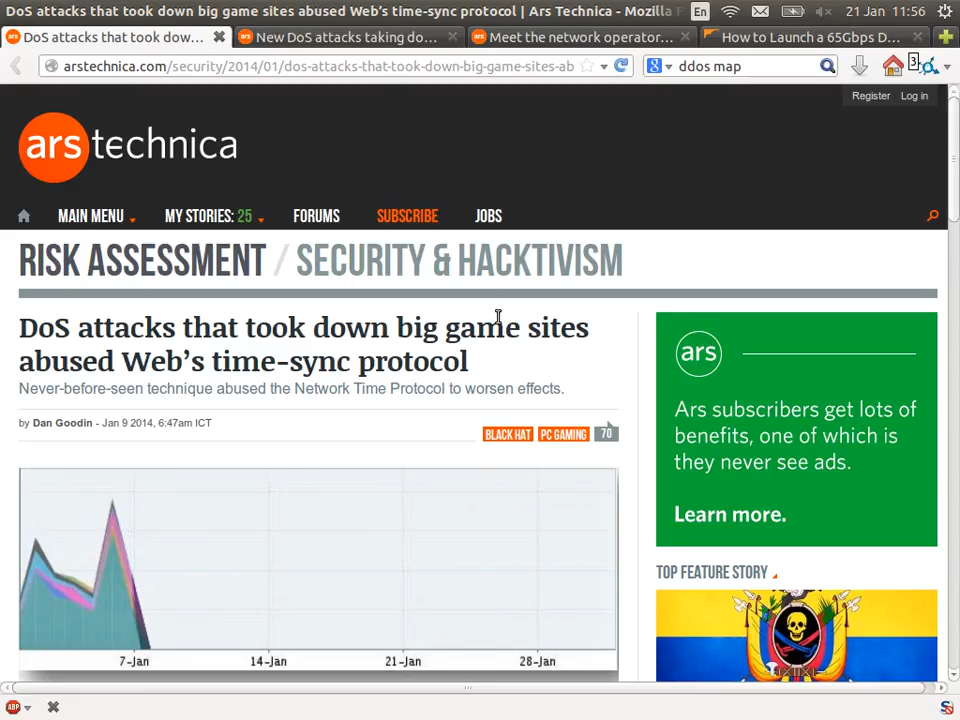 DoS attacks that took down big game sites abused Web's time-sync protocol | Ars Technica - Mozilla F
En
21 Jan 11:56
DoS attacks that took dow...
New DoS attacks taking do...
Meet the network operator...
How to Launch a 65Gbps D...
arstechnica.com/security/2014/01/dos-attacks-that-took-down-big-game-sites-ab
ddos map
3
Register
Log in
ars technica
MAIN MENU
MY STORIES: 25
FORUMS
SUBSCRIBE
JOBS
RISK ASSESSMENT / SECURITY & HACKTIVISM
DoS attacks that took down big game sites
abused Web's time-sync protocol
Never-before-seen technique abused the Network Time Protocol to worsen effects.
by Dan Goodin - Jan 9 2014, 6:47am ICT
BLACK HAT
PC GAMING
70
7-Jan
14-Jan
21-Jan
28-Jan
ars
Ars subscribers get lots of
benefits, one of which is
they never see ads.
Learn more.
TOP FEATURE STORY
ABP